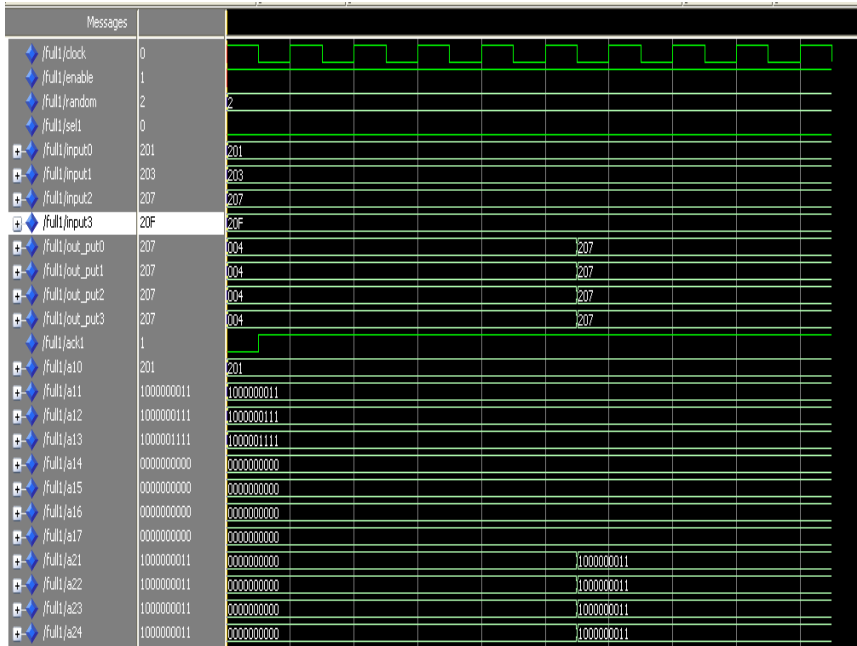 Messages
/full1/clock 0
/full1/enable 1
/full1/random 2 2
/full1/sel1 0
/full1/input0 201 201
/full1/input1 203 203
/full1/input2 207 207
/full1/input3 20F 20F
/full1/out_put0 207 004 207
/full1/out_put1 207 004 207
/full1/out_put2 207 004 207
/full1/out_put3 207 004 207
/full1/ack1 1
/full1/a10 201 201
/full1/a11 1000000011 1000000011
/full1/a12 1000000111 1000000111
/full1/a13 1000001111 1000001111
/full1/a14 0000000000 0000000000
/full1/a15 0000000000 0000000000
/full1/a16 0000000000 0000000000
/full1/a17 0000000000 0000000000
/full1/a21 1000000011 0000000000 1000000011
/full1/a22 1000000011 0000000000 1000000011
/full1/a23 1000000011 0000000000 1000000011
/full1/a24 1000000011 0000000000 1000000011